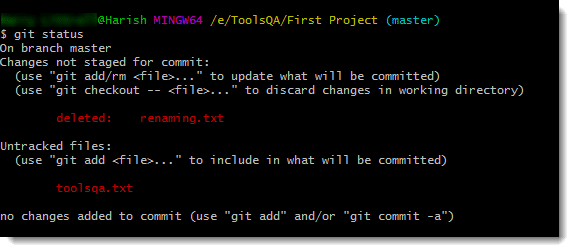 @Harish MINGW64 /e/ToolsQA/First Project (master)
$ git status
On branch master
Changes not staged for commit:
  (use "git add/rm <file>..." to update what will be committed)
  (use "git checkout -- <file>..." to discard changes in working directory)
        deleted:    renaming.txt
Untracked files:
  (use "git add <file>..." to include in what will be committed)
        toolsqa.txt
no changes added to commit (use "git add" and/or "git commit -a")